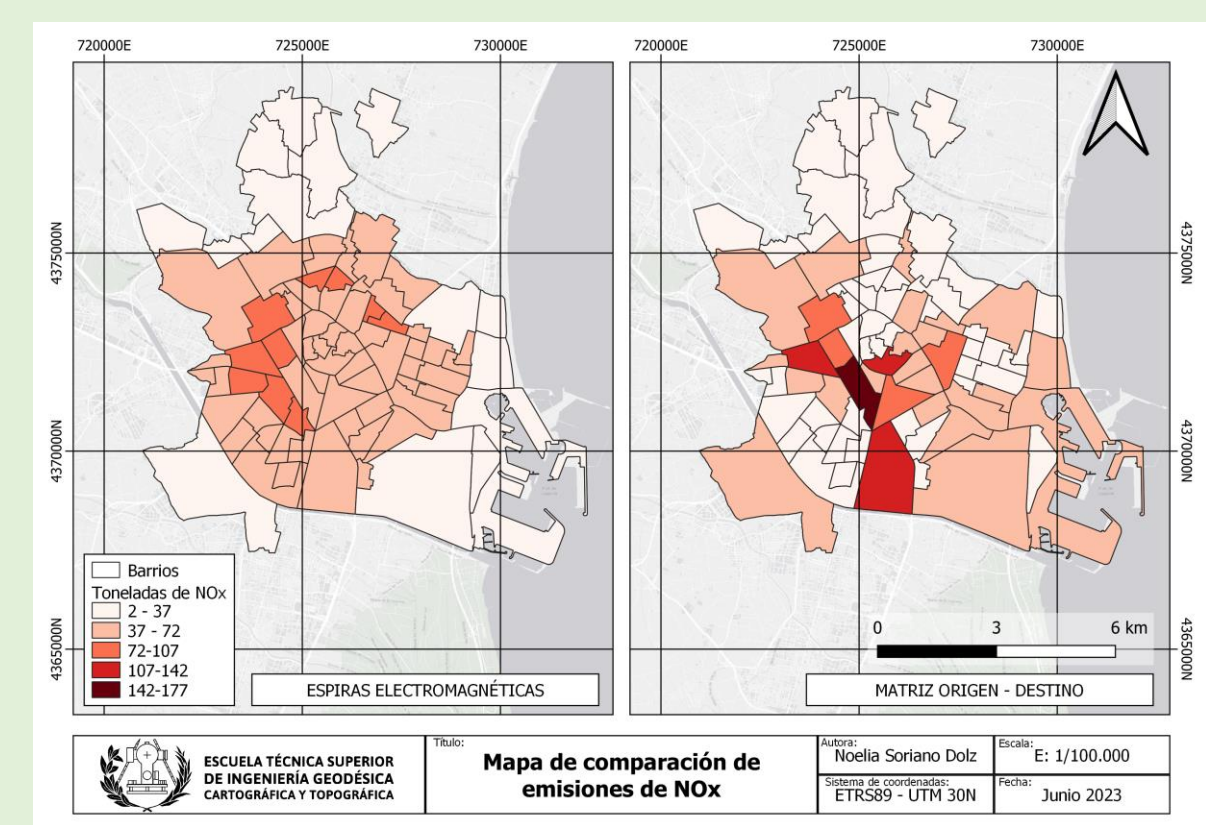 720000E 725000E 730000E
720000E 725000E 730000E
4375000N
4370000N
4365000N
4375000N
4370000N
4365000N
Barrios
Toneladas de NOx
2 - 37
37 - 72
72-107
107-142
142-177
ESPIRAS ELECTROMAGNÉTICAS
0 3 6 km
MATRIZ ORIGEN - DESTINO
ESCUELA TÉCNICA SUPERIOR
DE INGENIERÍA GEODÉSICA
CARTOGRÁFICA Y TOPOGRÁFICA
Título:
Mapa de comparación de
emisiones de NOx
Autora:
Noelia Soriano Dolz
Sistema de coordenadas:
ETRS89 - UTM 30N
Escala:
E: 1/100.000
Fecha:
Junio 2023